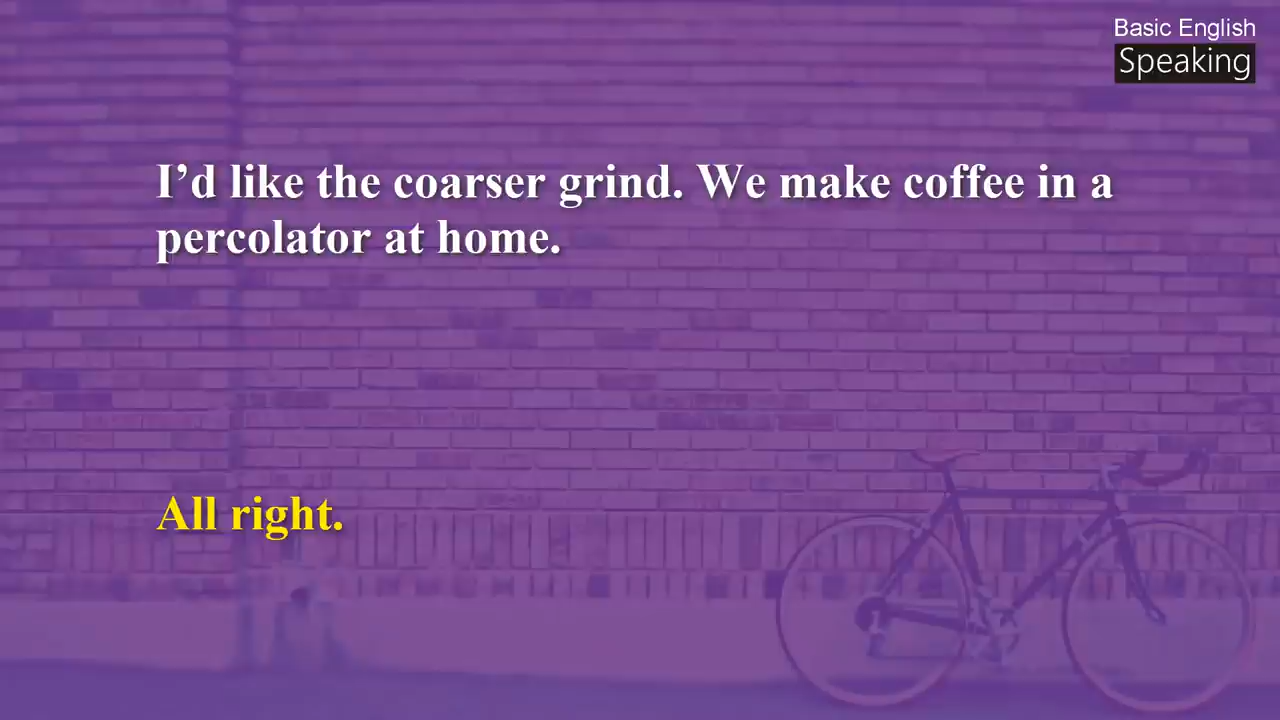 Basic English
Speaking
I’d like the coarser grind. We make coffee in a
percolator at home.
All right.